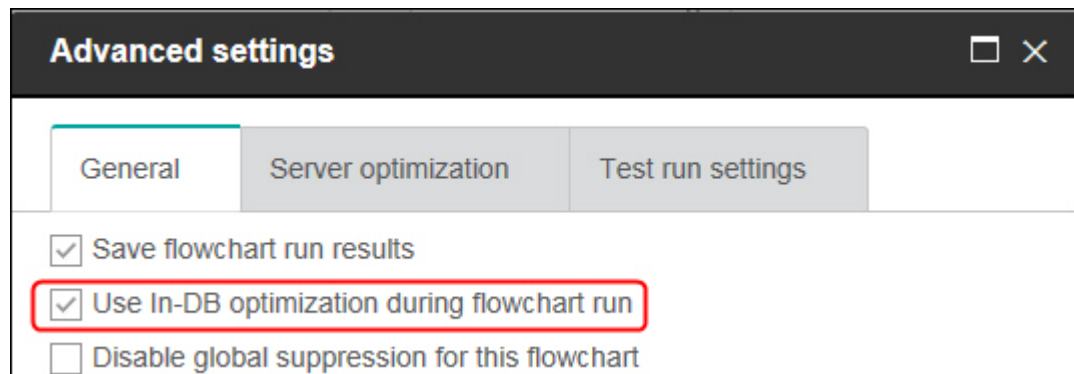 Advanced settings
General Server optimization Test run settings
Save flowchart run results
Use In-DB optimization during flowchart run
Disable global suppression for this flowchart